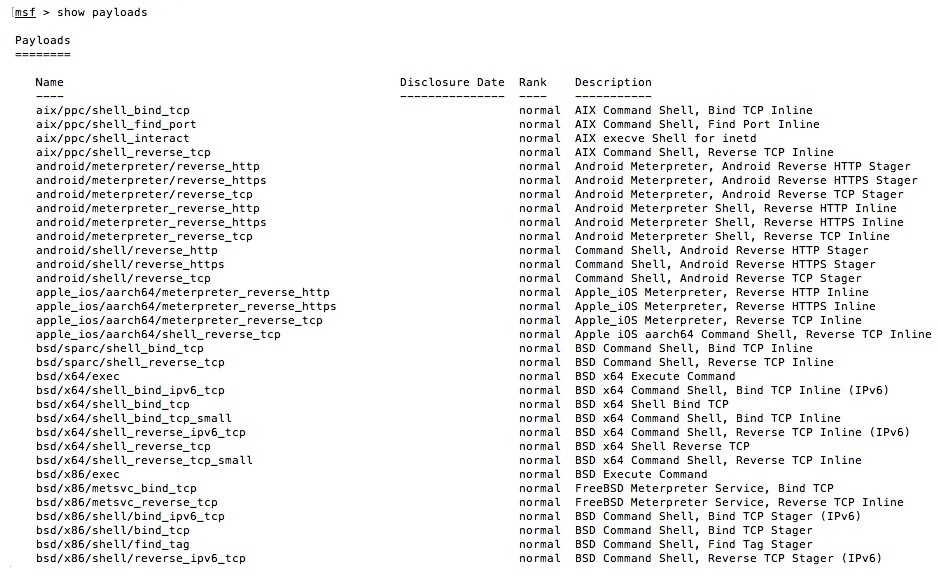 msf > show payloads
Payloads
========
Name Disclosure Date Rank Description
---- --------------- ---- -----------
aix/ppc/shell_bind_tcp normal AIX Command Shell, Bind TCP Inline
aix/ppc/shell_find_port normal AIX Command Shell, Find Port Inline
aix/ppc/shell_interact normal AIX execve Shell for inetd
aix/ppc/shell_reverse_tcp normal AIX Command Shell, Reverse TCP Inline
android/meterpreter/reverse_http normal Android Meterpreter, Android Reverse HTTP Stager
android/meterpreter/reverse_https normal Android Meterpreter, Android Reverse HTTPS Stager
android/meterpreter/reverse_tcp normal Android Meterpreter, Android Reverse TCP Stager
android/meterpreter_reverse_http normal Android Meterpreter Shell, Reverse HTTP Inline
android/meterpreter_reverse_https normal Android Meterpreter Shell, Reverse HTTPS Inline
android/meterpreter_reverse_tcp normal Android Meterpreter Shell, Reverse TCP Inline
android/shell/reverse_http normal Command Shell, Android Reverse HTTP Stager
android/shell/reverse_https normal Command Shell, Android Reverse HTTPS Stager
android/shell/reverse_tcp normal Command Shell, Android Reverse TCP Stager
apple_ios/aarch64/meterpreter_reverse_http normal Apple_iOS Meterpreter, Reverse HTTP Inline
apple_ios/aarch64/meterpreter_reverse_https normal Apple_iOS Meterpreter, Reverse HTTPS Inline
apple_ios/aarch64/meterpreter_reverse_tcp normal Apple_iOS Meterpreter, Reverse TCP Inline
apple_ios/aarch64/shell_reverse_tcp normal Apple iOS aarch64 Command Shell, Reverse TCP Inline
bsd/sparc/shell_bind_tcp normal BSD Command Shell, Bind TCP Inline
bsd/sparc/shell_reverse_tcp normal BSD Command Shell, Reverse TCP Inline
bsd/x64/exec normal BSD x64 Execute Command
bsd/x64/shell_bind_ipv6_tcp normal BSD x64 Command Shell, Bind TCP Inline (IPv6)
bsd/x64/shell_bind_tcp normal BSD x64 Shell Bind TCP
bsd/x64/shell_bind_tcp_small normal BSD x64 Command Shell, Bind TCP Inline
bsd/x64/shell_reverse_ipv6_tcp normal BSD x64 Command Shell, Reverse TCP Inline (IPv6)
bsd/x64/shell_reverse_tcp normal BSD x64 Shell Reverse TCP
bsd/x64/shell_reverse_tcp_small normal BSD x64 Command Shell, Reverse TCP Inline
bsd/x86/exec normal BSD Execute Command
bsd/x86/metsvc_bind_tcp normal FreeBSD Meterpreter Service, Bind TCP
bsd/x86/metsvc_reverse_tcp normal FreeBSD Meterpreter Service, Reverse TCP Inline
bsd/x86/shell/bind_ipv6_tcp normal BSD Command Shell, Bind TCP Stager (IPv6)
bsd/x86/shell/bind_tcp normal BSD Command Shell, Bind TCP Stager
bsd/x86/shell/find_tag normal BSD Command Shell, Find Tag Stager
bsd/x86/shell/reverse_ipv6_tcp normal BSD Command Shell, Reverse TCP Stager (IPv6)